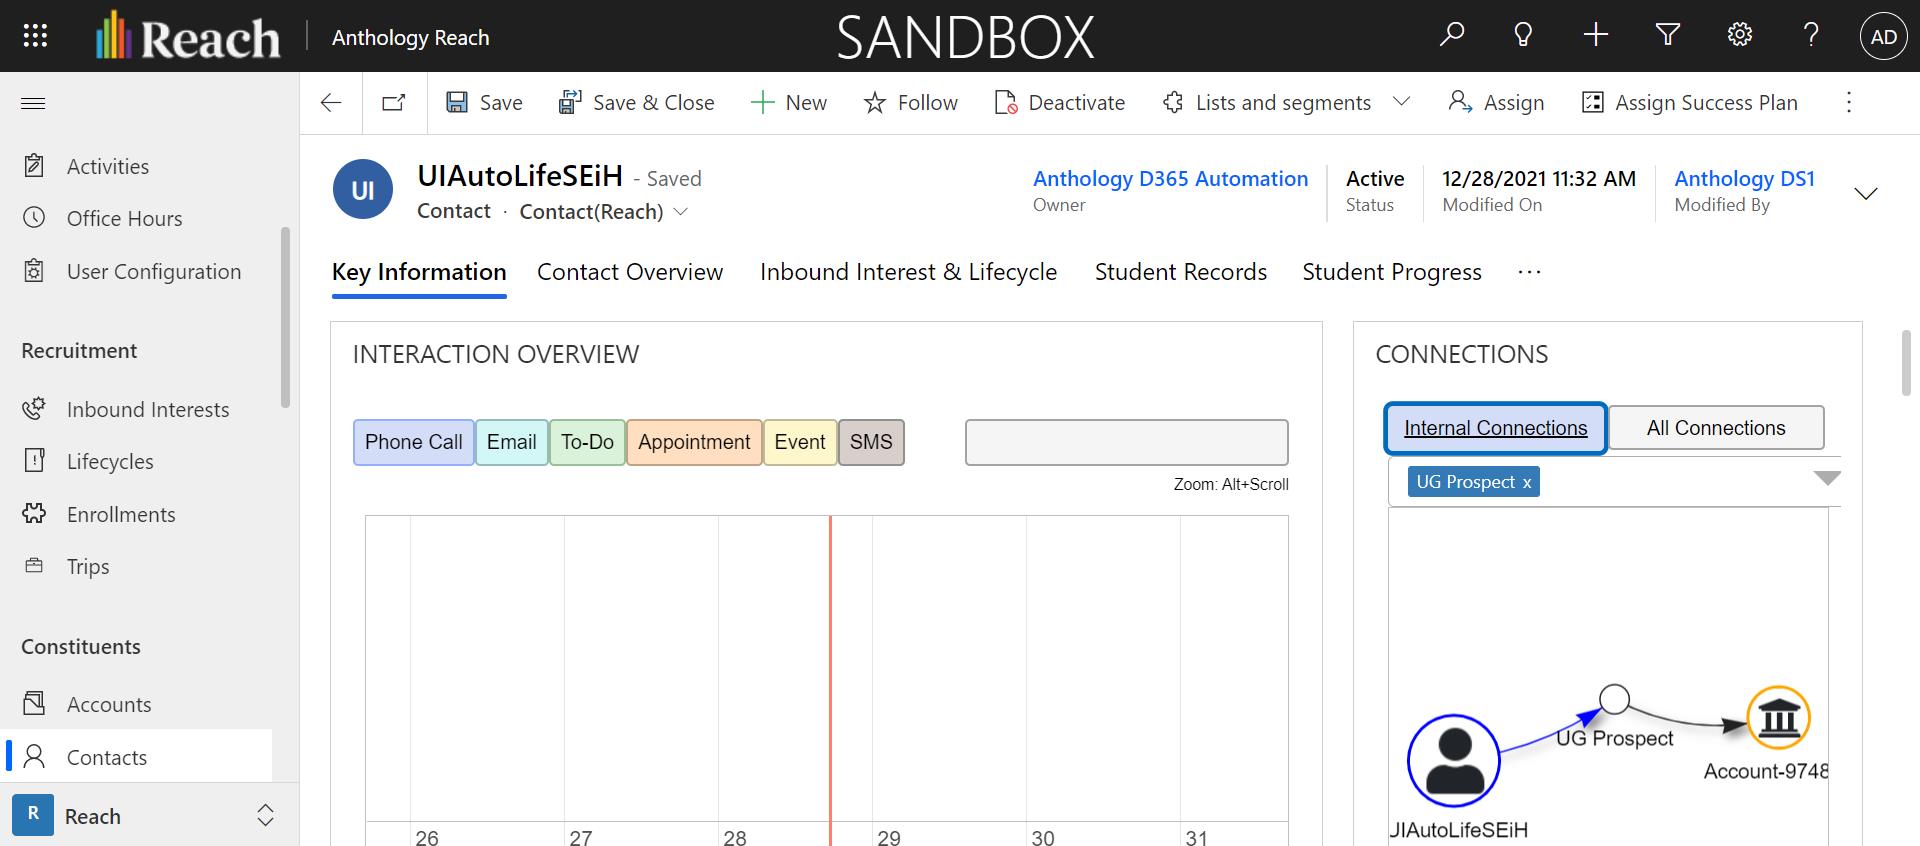 Reach
Anthology Reach
SANDBOX
AD
Save
Save & Close
New
Follow
Deactivate
Lists and segments
Assign
Assign Success Plan
Activities
Office Hours
User Configuration
Recruitment
Inbound Interests
Lifecycles
Enrollments
Trips
Constituents
Accounts
Contacts
R
Reach
UI
UIAutoLifeSEiH - Saved
Contact · Contact(Reach)
Anthology D365 Automation
Owner
Active
Status
12/28/2021 11:32 AM
Modified On
Anthology DS1
Modified By
Key Information
Contact Overview
Inbound Interest & Lifecycle
Student Records
Student Progress
INTERACTION OVERVIEW
Phone Call
Email
To-Do
Appointment
Event
SMS
Zoom: Alt+Scroll
26
27
28
29
30
31
CONNECTIONS
Internal Connections
All Connections
UG Prospect x
UG Prospect
Account-9748
UIAutoLifeSEiH